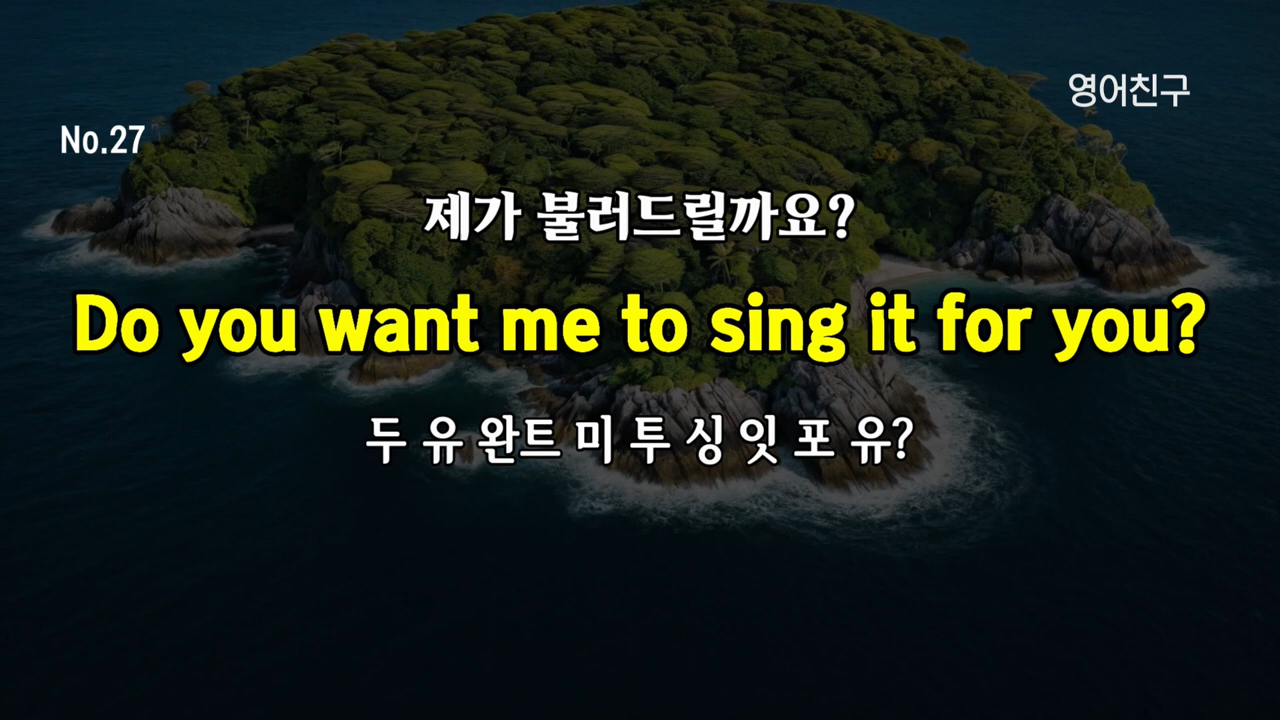 영어친구
No.27
제가 불러드릴까요?
Do you want me to sing it for you?
두 유 완트 미 투 싱 잇 포 유?